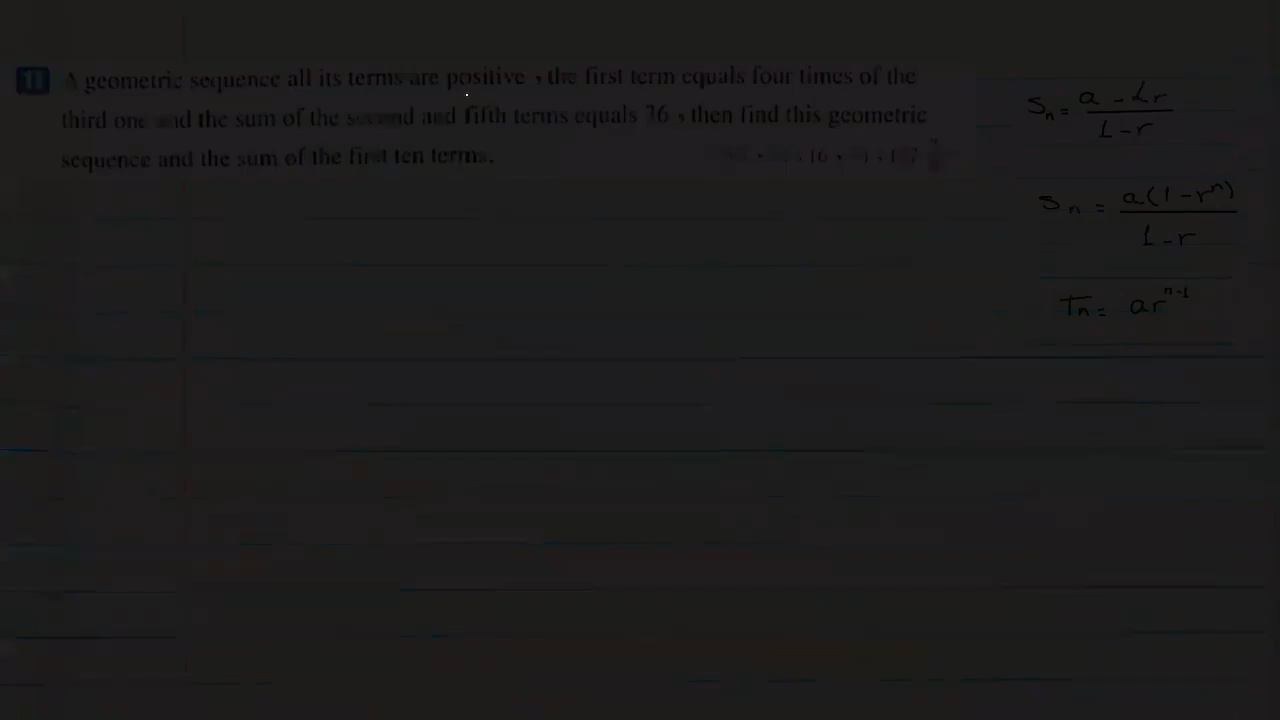 11 A geometric sequence all its terms are positive , the first term equals four times of the
third one and the sum of the second and fifth terms equals 36 , then find this geometric
sequence and the sum of the first ten terms.
16
Sn = a - Lr / 1 - r
Sn = a(1 - r^n) / 1 - r
Tn = ar^n-1